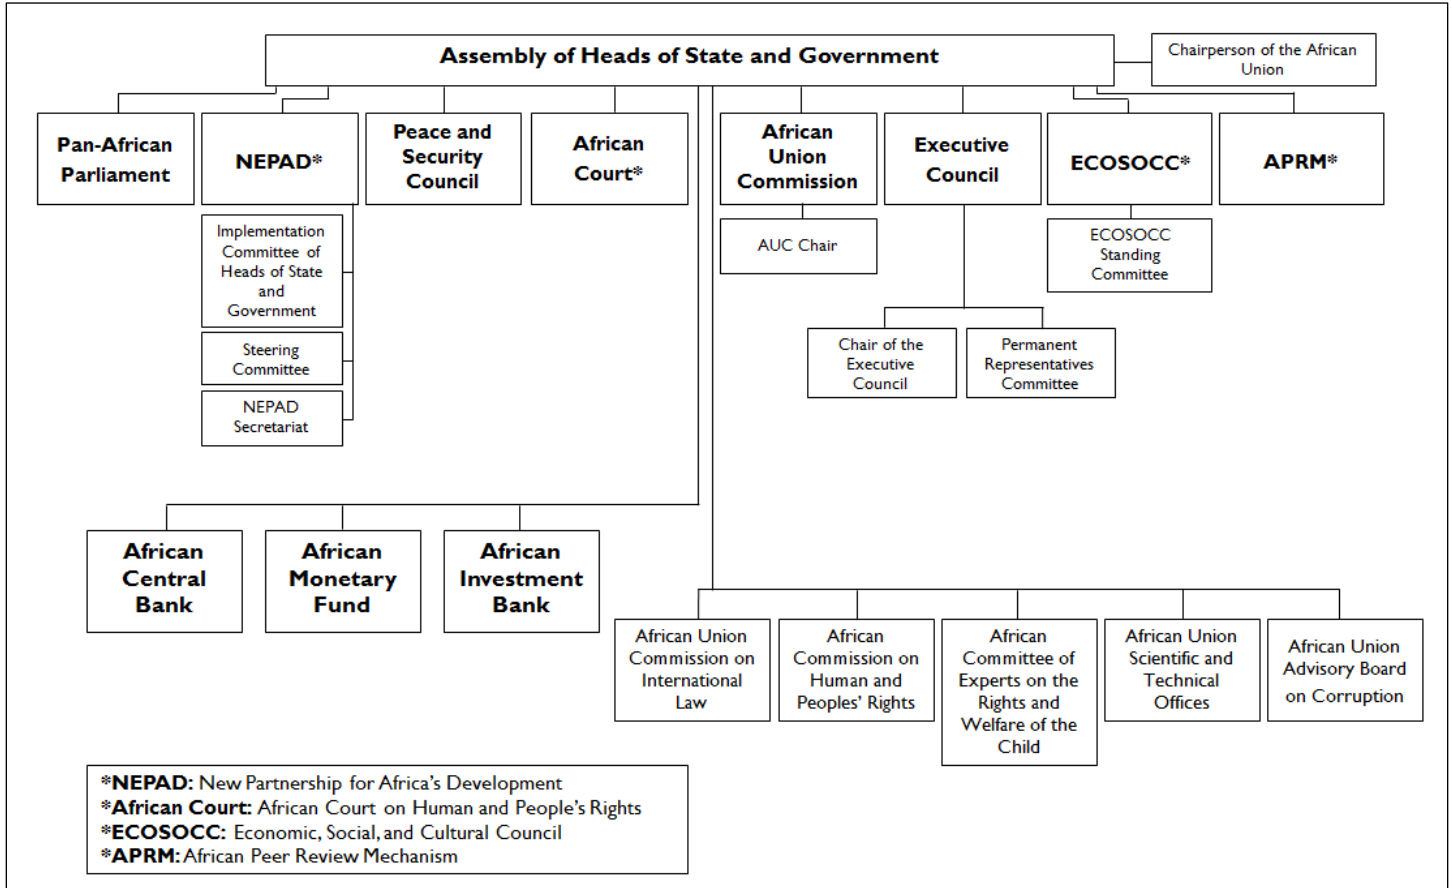 Assembly of Heads of State and Government
Chairperson of the African
Union
Pan-African
Parliament
NEPAD*
Peace and
Security
Council
African
Court*
African
Union
Commission
Executive
Council
ECOSOCC*
APRM*
Implementation
Committee of
Heads of State
and
Government
Steering
Committee
NEPAD
Secretariat
AUC Chair
ECOSOCC
Standing
Committee
Chair of the
Executive
Council
Permanent
Representatives
Committee
African
Central
Bank
African
Monetary
Fund
African
Investment
Bank
African Union
Commission on
International
Law
African
Commission on
Human and
Peoples' Rights
African
Committee of
Experts on the
Rights and
Welfare of the
Child
African Union
Scientific and
Technical
Offices
African Union
Advisory Board
on Corruption
*NEPAD: New Partnership for Africa's Development
*African Court: African Court on Human and People's Rights
*ECOSOCC: Economic, Social, and Cultural Council
*APRM: African Peer Review Mechanism